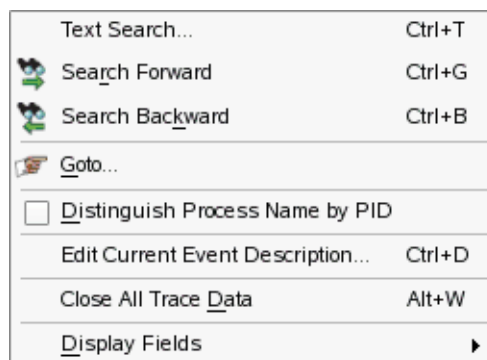 Text Search... Ctrl+T
Search Forward Ctrl+G
Search Backward Ctrl+B
Goto...
Distinguish Process Name by PID
Edit Current Event Description... Ctrl+D
Close All Trace Data Alt+W
Display Fields